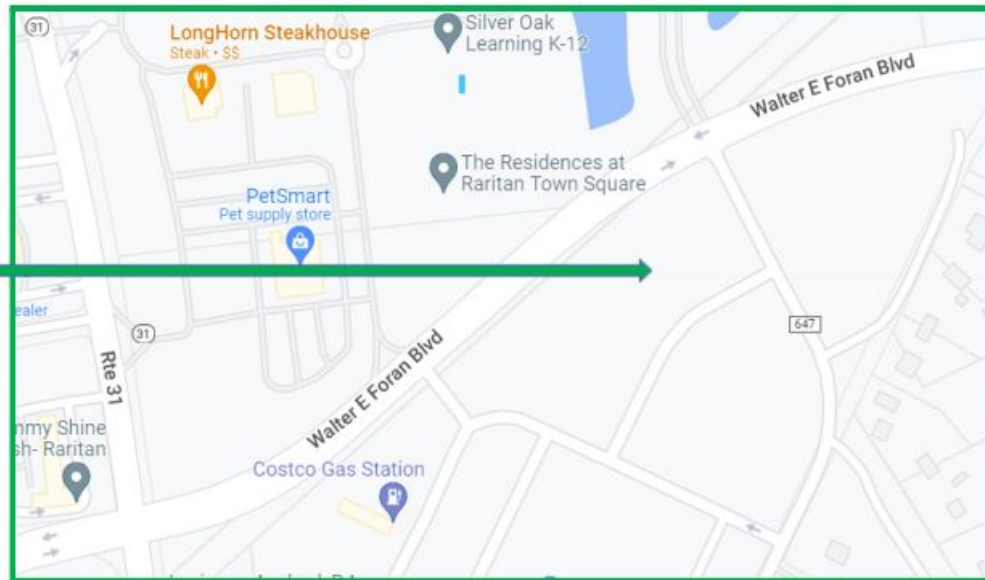 31
LongHorn Steakhouse
Steak • $$
Silver Oak
Learning K-12
Walter E Foran Blvd
The Residences at
Raritan Town Square
PetSmart
Pet supply store
ealer
31
647
Rte 31
Walter E Foran Blvd
mmy Shine
sh- Raritan
Costco Gas Station